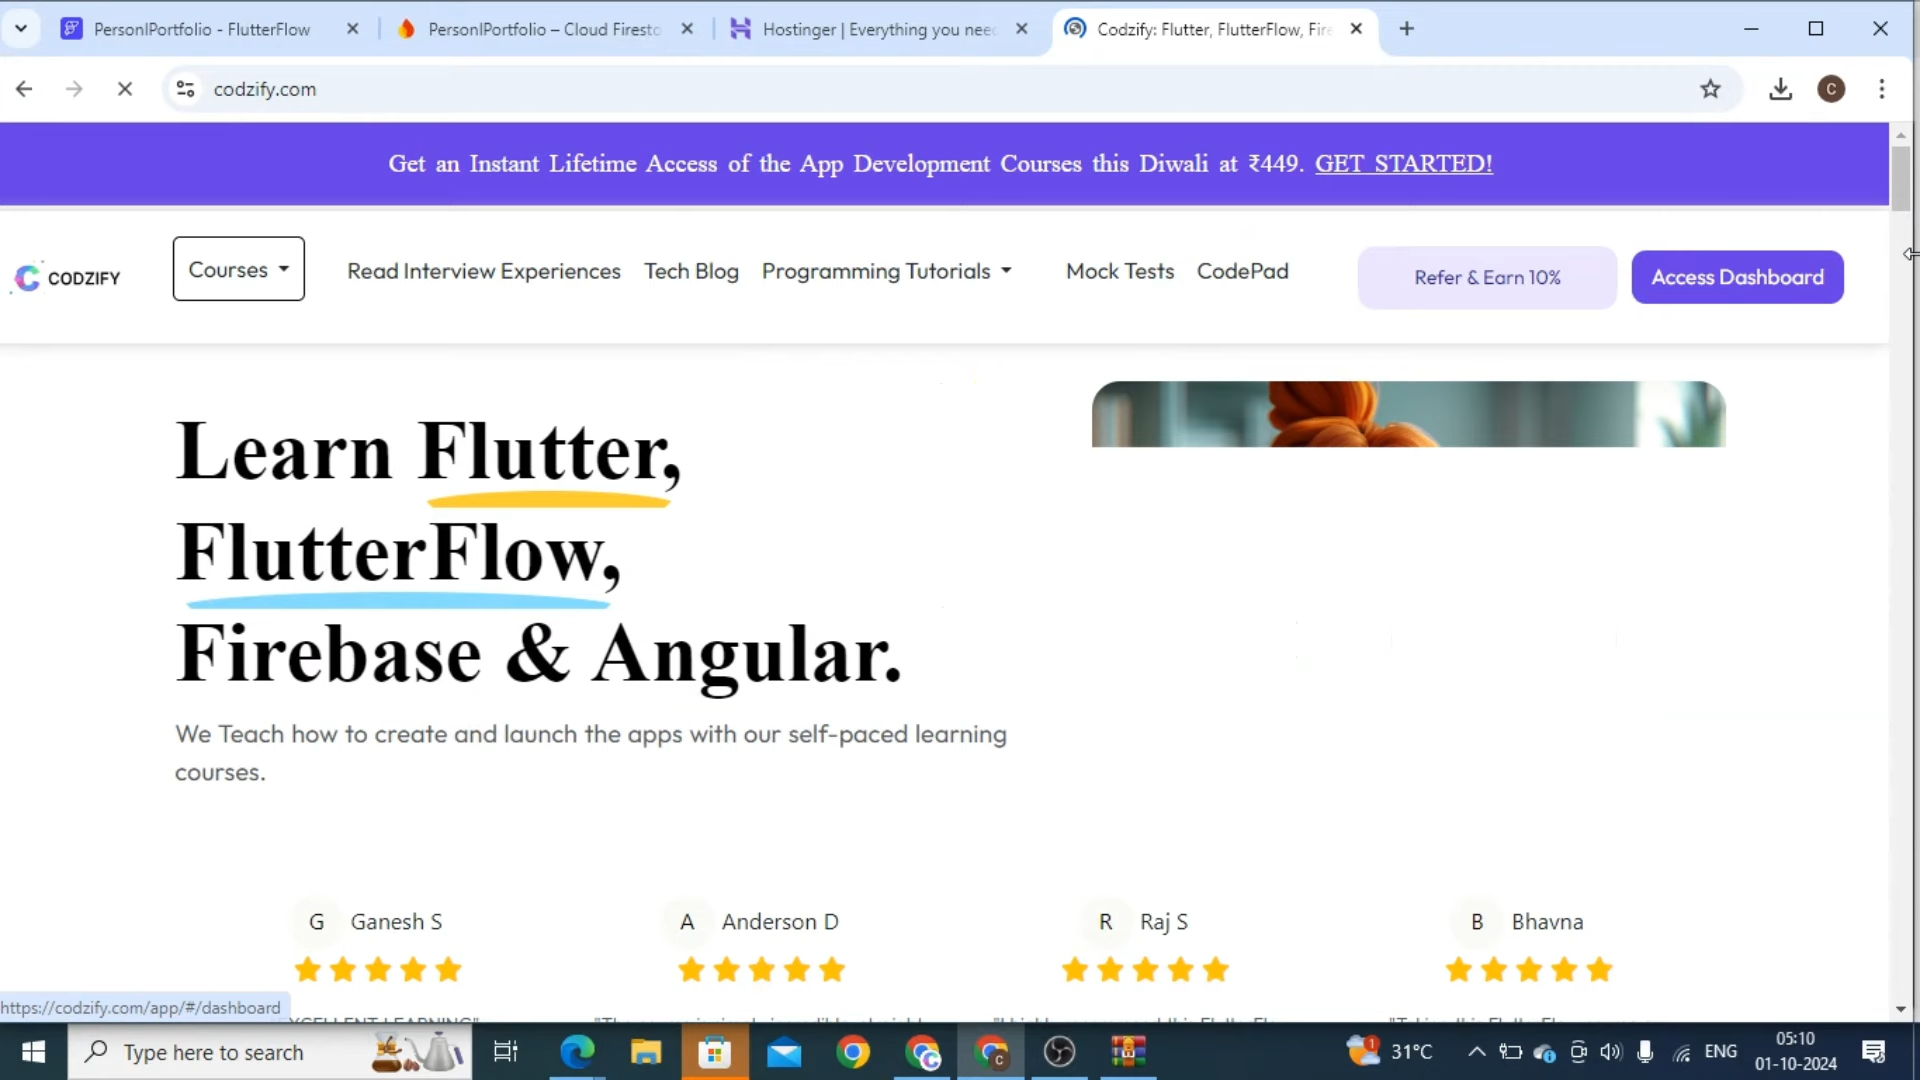 PersonlPortfolio - FlutterFlow
PersonlPortfolio – Cloud Firesto
Hostinger | Everything you need
Codzify: Flutter, FlutterFlow, Fire
codzify.com
C
Get an Instant Lifetime Access of the App Development Courses this Diwali at ₹449. GET STARTED!
CODZIFY
Courses
Read Interview Experiences
Tech Blog
Programming Tutorials
Mock Tests
CodePad
Refer & Earn 10%
Access Dashboard
Learn Flutter,
FlutterFlow,
Firebase & Angular.
We Teach how to create and launch the apps with our self-paced learning
courses.
G Ganesh S
A Anderson D
R Raj S
B Bhavna
https://codzify.com/app/#/dashboard
EXCELLENT LEARNING"
Type here to search
31°C
ENG
05:10
01-10-2024